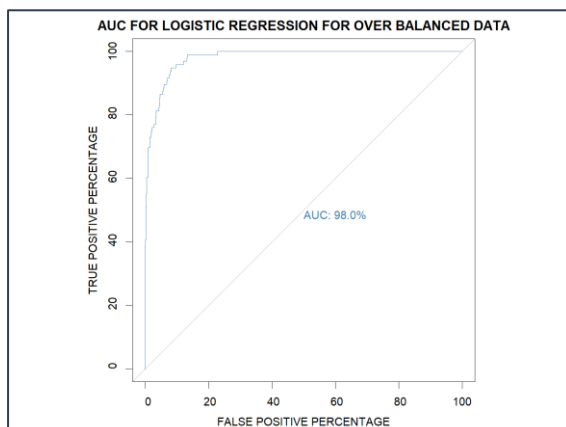 AUC FOR LOGISTIC REGRESSION FOR OVER BALANCED DATA
TRUE POSITIVE PERCENTAGE
100
80
60
40
20
0
AUC: 98.0%
0 20 40 60 80 100
FALSE POSITIVE PERCENTAGE